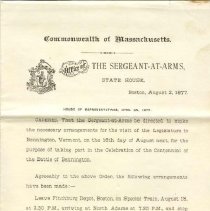 Commonwealth of Massachusetts.
Office of
THE SERGEANT-AT-ARMS,
STATE HOUSE,
Boston, August 2, 1877.
HOUSE OF REPRESENTATIVES, APRIL 25, 1877.
Ordered, That the Sergeant-at-Arms be directed to make
the necessary arrangements for the visit of the Legislature to
Bennington, Vermont, on the 16th day of August next, for
the purpose of taking part in the Celebration of the Centennial of
the Battle of Bennington.
Agreeably to the above Order, the following arrangements
have been made:—
Leave Fitchburg Depot, Boston, on Special Train, August 15,
at 1.30 P.M., arriving at North Adams at 7.30 P.M., and stop